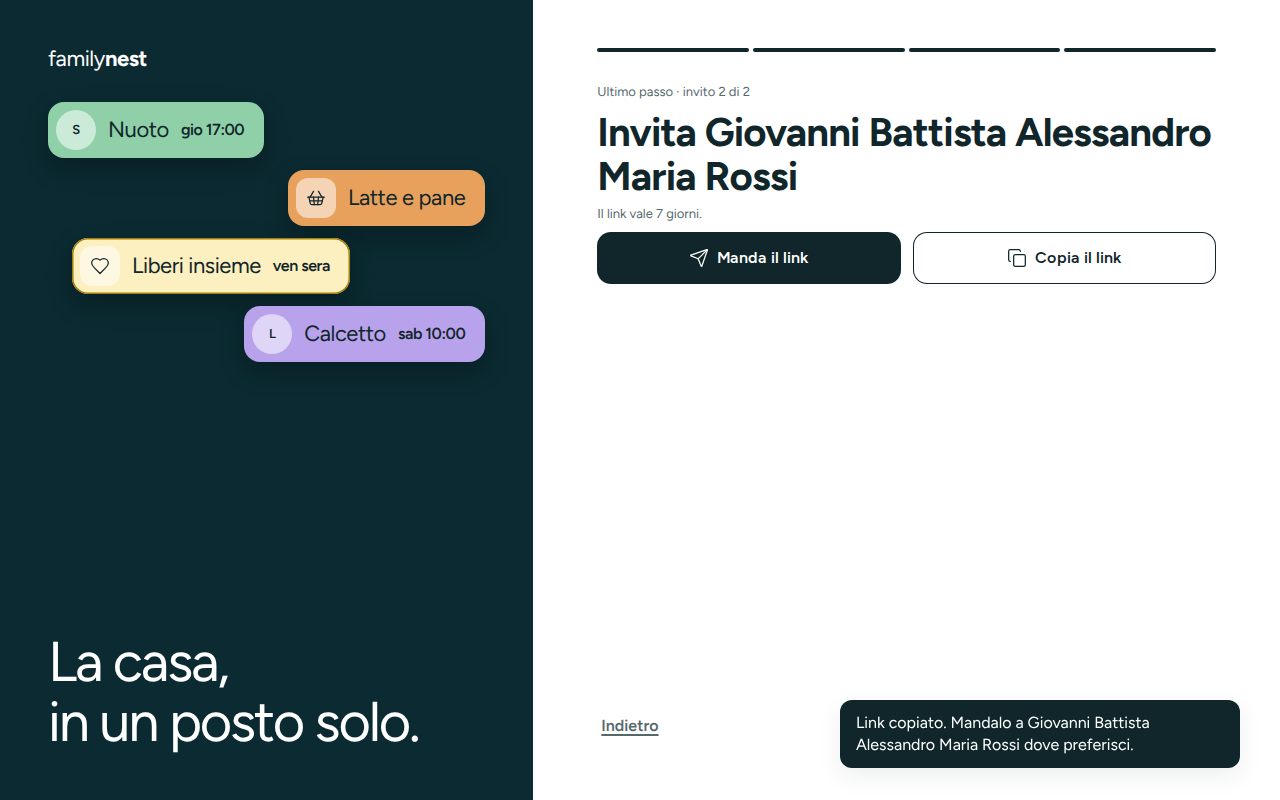 familynest
S Nuoto gio 17:00
Latte e pane
Liberi insieme ven sera
L Calcetto sab 10:00
La casa,
in un posto solo.
Ultimo passo · invito 2 di 2
Invita Giovanni Battista Alessandro
Maria Rossi
Il link vale 7 giorni.
Manda il link
Copia il link
Indietro
Link copiato. Mandalo a Giovanni Battista
Alessandro Maria Rossi dove preferisci.